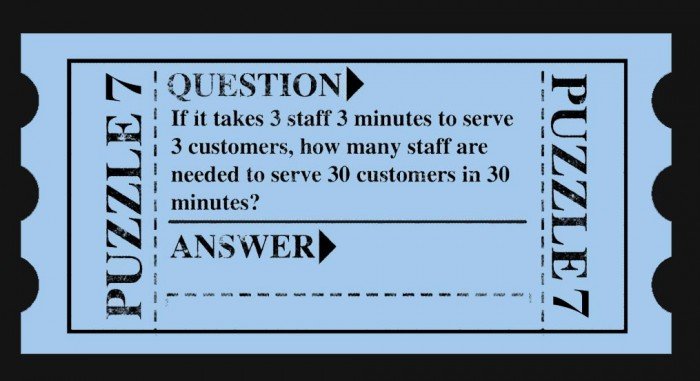 PUZZLE 7
QUESTION
If it takes 3 staff 3 minutes to serve
3 customers, how many staff are
needed to serve 30 customers in 30
minutes?
ANSWER
PUZZLE 7